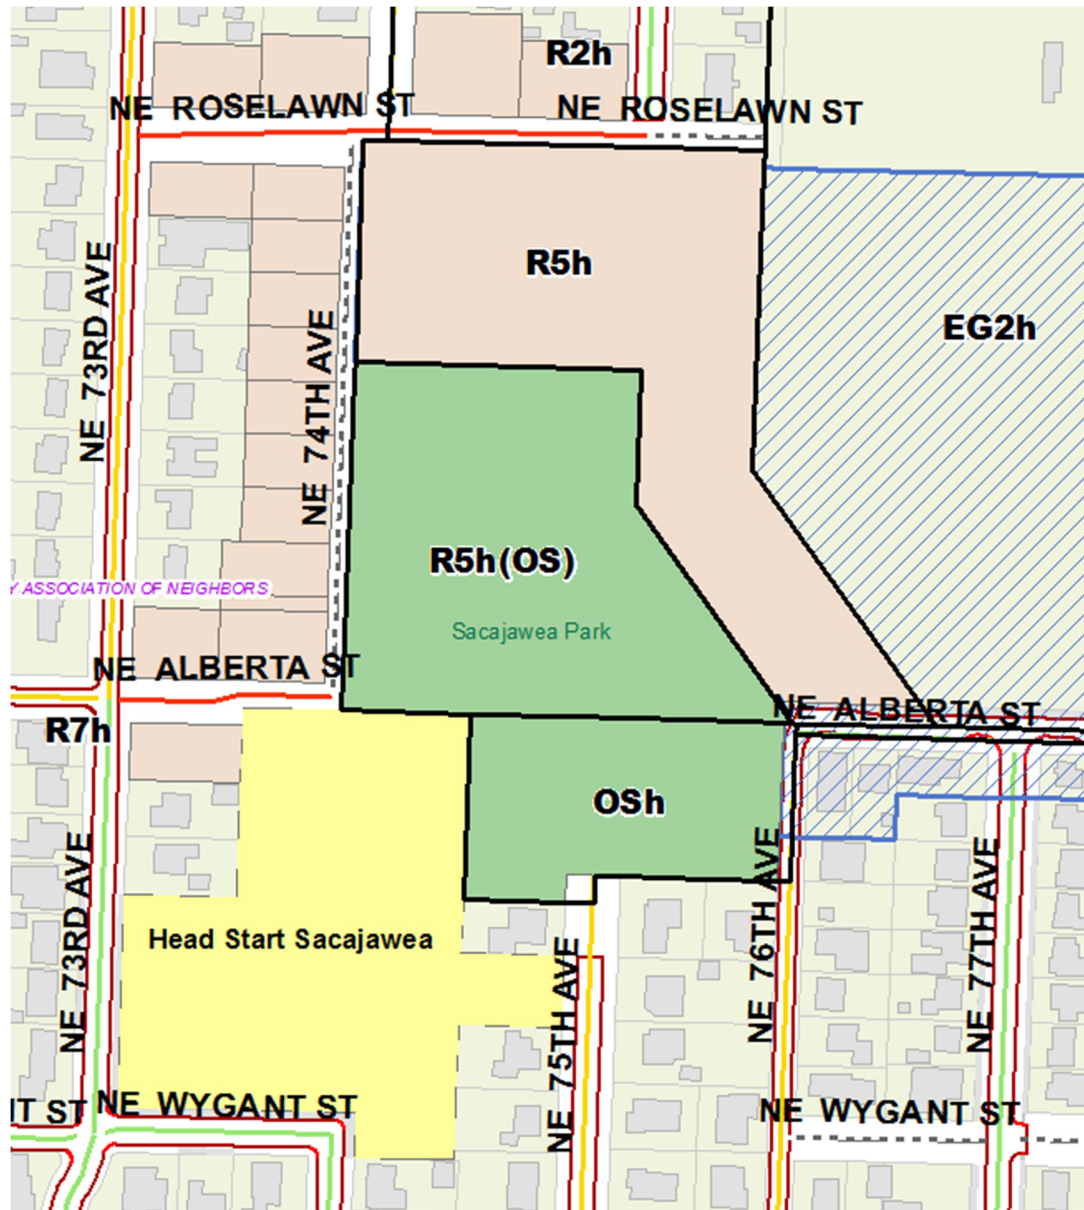 R2h
NE ROSELAWN ST
NE ROSELAWN ST
R5h
NE 73RD AVE
NE 74TH AVE
EG2h
R5h(OS)
Y ASSOCIATION OF NEIGHBORS
Sacajawea Park
NE ALBERTA ST
NE ALBERTA ST
R7h
OSh
NE 73RD AVE
Head Start Sacajawea
NE 75TH AVE
NE 76TH AVE
NE 77TH AVE
NT ST
NE WYGANT ST
NE WYGANT ST